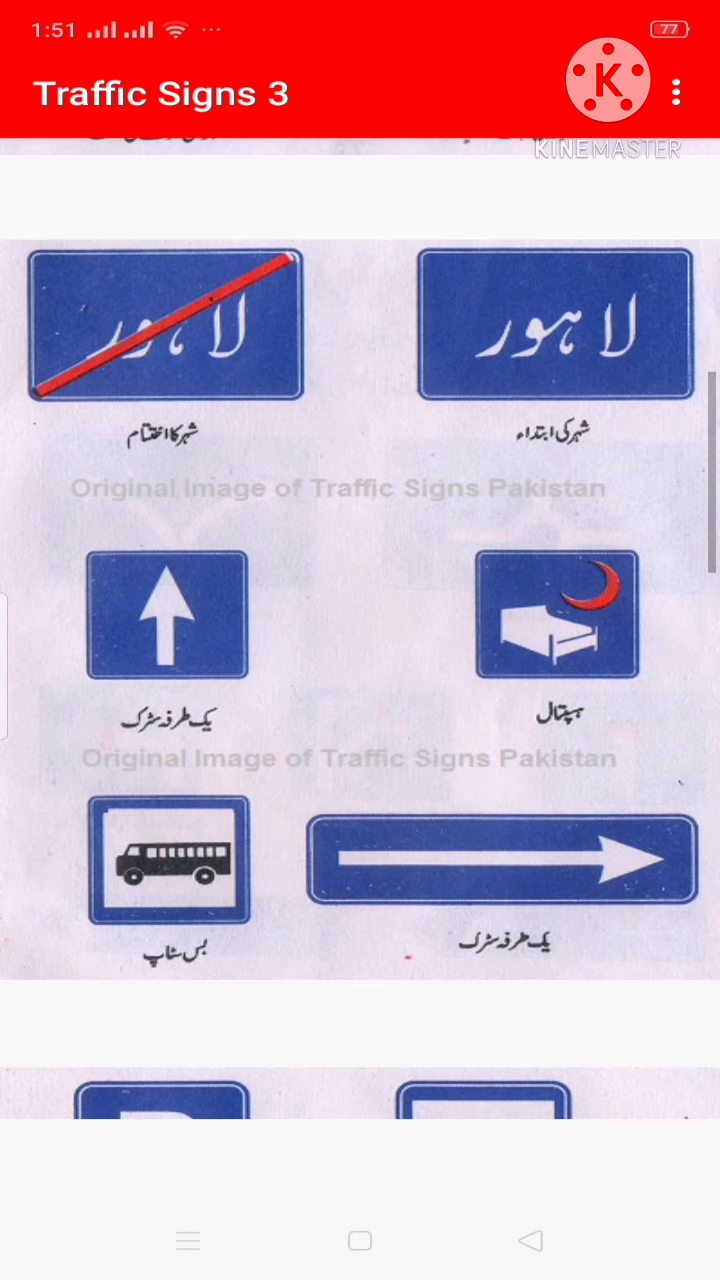 1:51 77
Traffic Signs 3
K
KINEMASTER
لاہور
لاہور
شہر کی ابتداء
شہر کا اختتام
Original Image of Traffic Signs Pakistan
ہسپتال
یک طرفہ سڑک
Original Image of Traffic Signs Pakistan
یک طرفہ سڑک
بس سٹاپ